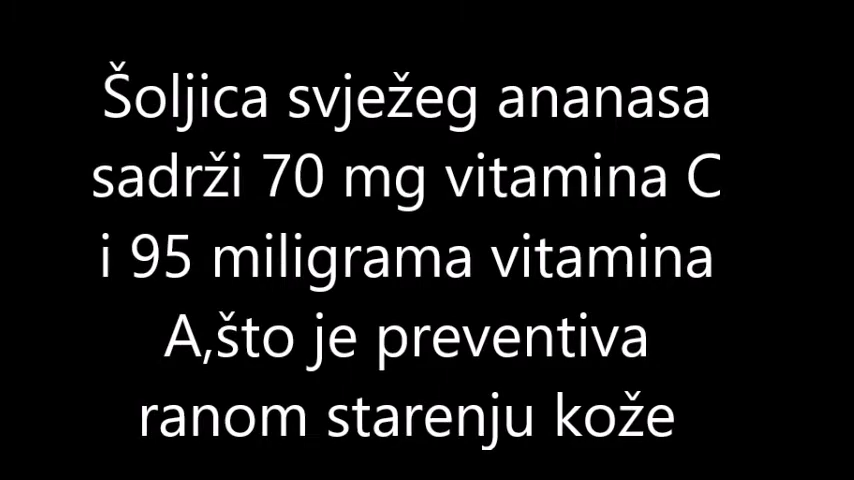 Šoljica svježeg ananasa
sadrži 70 mg vitamina C
i 95 miligrama vitamina
A,što je preventiva
ranom starenju kože